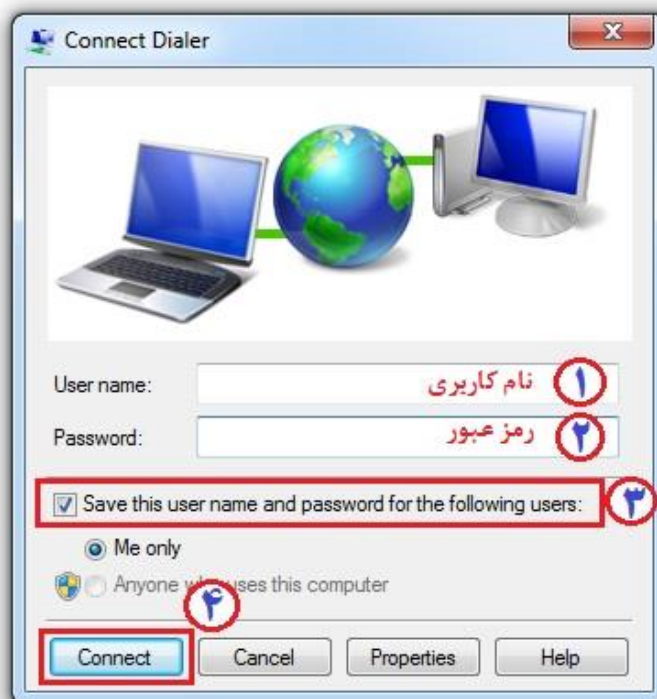 Connect Dialer
User name: نام کاربری ۱
Password: رمز عبور ۲
Save this user name and password for the following users: ۳
Me only
Anyone who uses this computer
۴
Connect Cancel Properties Help